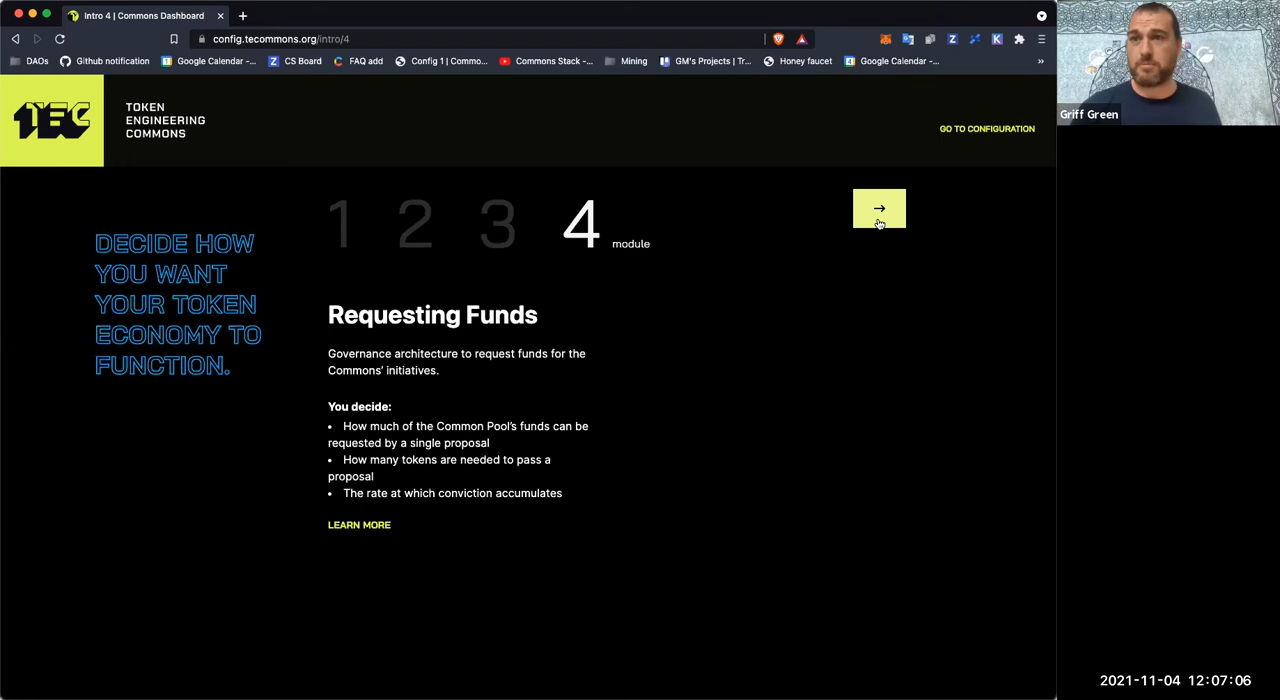 Intro 4 | Commons Dashboard
config.tecommons.org/intro/4
DAOs
Github notification
Google Calendar -...
CS Board
FAQ add
Config 1 | Commo...
Commons Stack -...
Mining
GM's Projects | Tr...
Honey faucet
Google Calendar -...
TEC
TOKEN
ENGINEERING
COMMONS
GO TO CONFIGURATION
Griff Green
1 2 3 4 module
DECIDE HOW
YOU WANT
YOUR TOKEN
ECONOMY TO
FUNCTION.
Requesting Funds
Governance architecture to request funds for the
Commons’ initiatives.
You decide:
• How much of the Common Pool’s funds can be
requested by a single proposal
• How many tokens are needed to pass a
proposal
• The rate at which conviction accumulates
LEARN MORE
2021-11-04 12:07:06